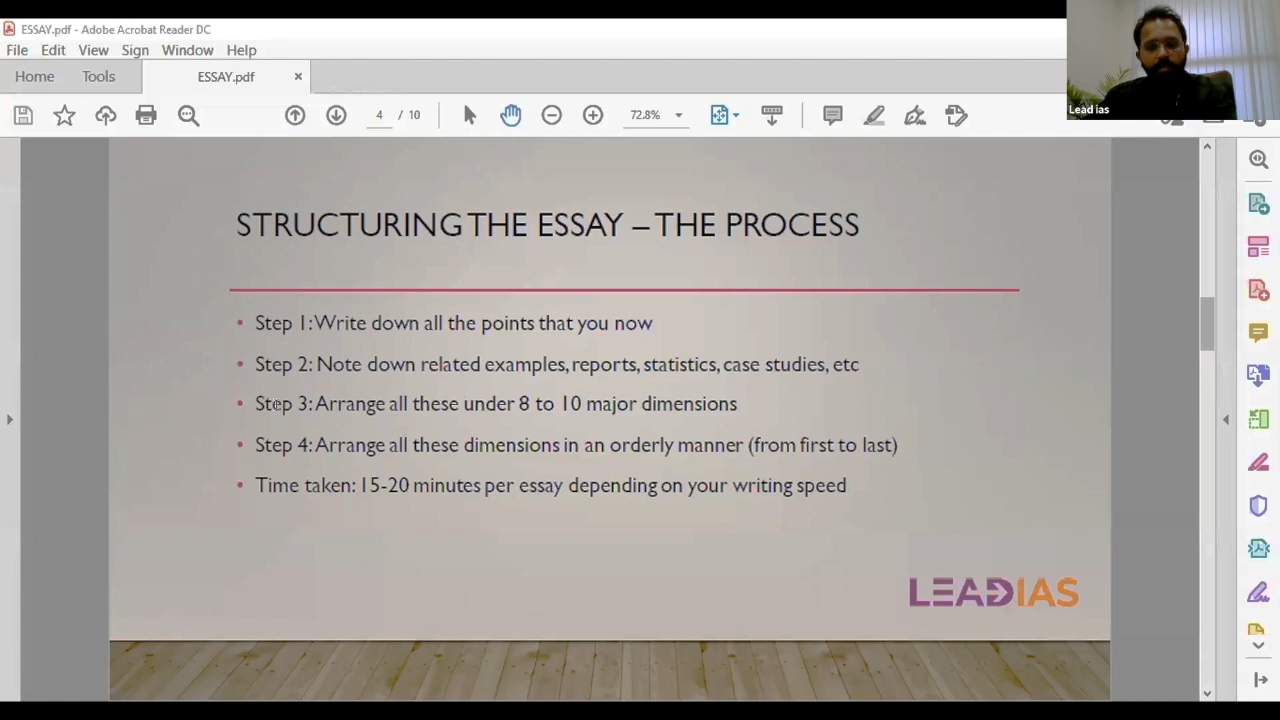 ESSAY.pdf - Adobe Acrobat Reader DC
File Edit View Sign Window Help
Home Tools ESSAY.pdf ×
4 / 10 72.8%
Lead ias
STRUCTURING THE ESSAY – THE PROCESS
• Step 1: Write down all the points that you now
• Step 2: Note down related examples, reports, statistics, case studies, etc
• Step 3: Arrange all these under 8 to 10 major dimensions
• Step 4: Arrange all these dimensions in an orderly manner (from first to last)
• Time taken: 15-20 minutes per essay depending on your writing speed
LEADIAS